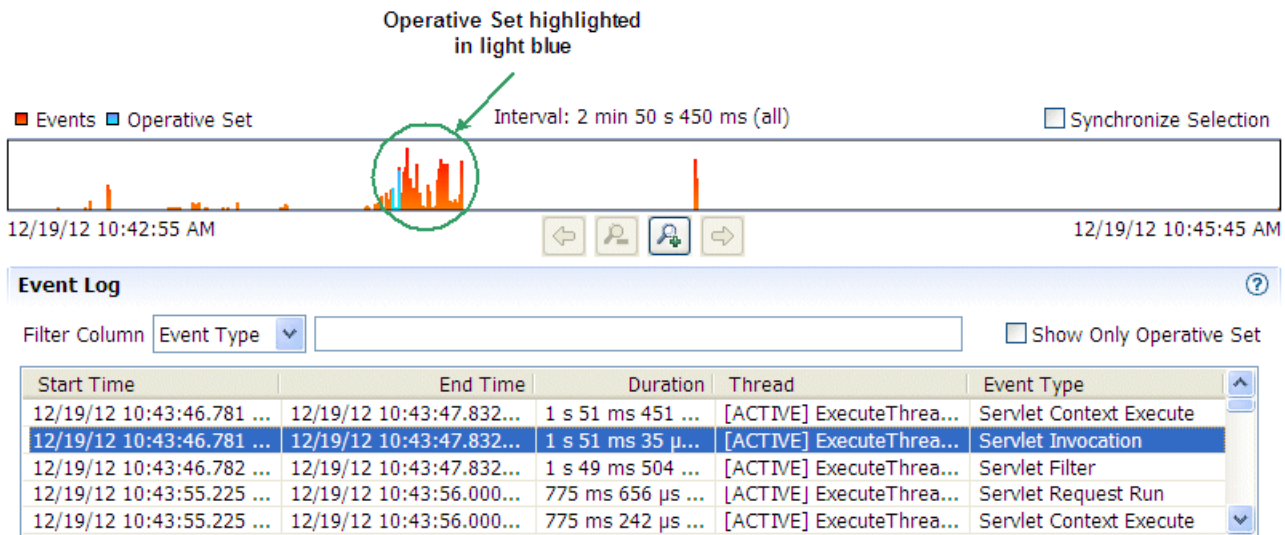 Operative Set highlighted
in light blue
Events Operative Set Interval: 2 min 50 s 450 ms (all) Synchronize Selection
12/19/12 10:42:55 AM 12/19/12 10:45:45 AM
Event Log ?
Filter Column Event Type Show Only Operative Set
Start Time End Time Duration Thread Event Type
12/19/12 10:43:46.781 ... 12/19/12 10:43:47.832... 1 s 51 ms 451 ... [ACTIVE] ExecuteThrea... Servlet Context Execute
12/19/12 10:43:46.781 ... 12/19/12 10:43:47.832... 1 s 51 ms 35 µ... [ACTIVE] ExecuteThrea... Servlet Invocation
12/19/12 10:43:46.782 ... 12/19/12 10:43:47.832... 1 s 49 ms 504 ... [ACTIVE] ExecuteThrea... Servlet Filter
12/19/12 10:43:55.225 ... 12/19/12 10:43:56.000... 775 ms 656 µs ... [ACTIVE] ExecuteThrea... Servlet Request Run
12/19/12 10:43:55.225 ... 12/19/12 10:43:56.000... 775 ms 242 µs ... [ACTIVE] ExecuteThrea... Servlet Context Execute